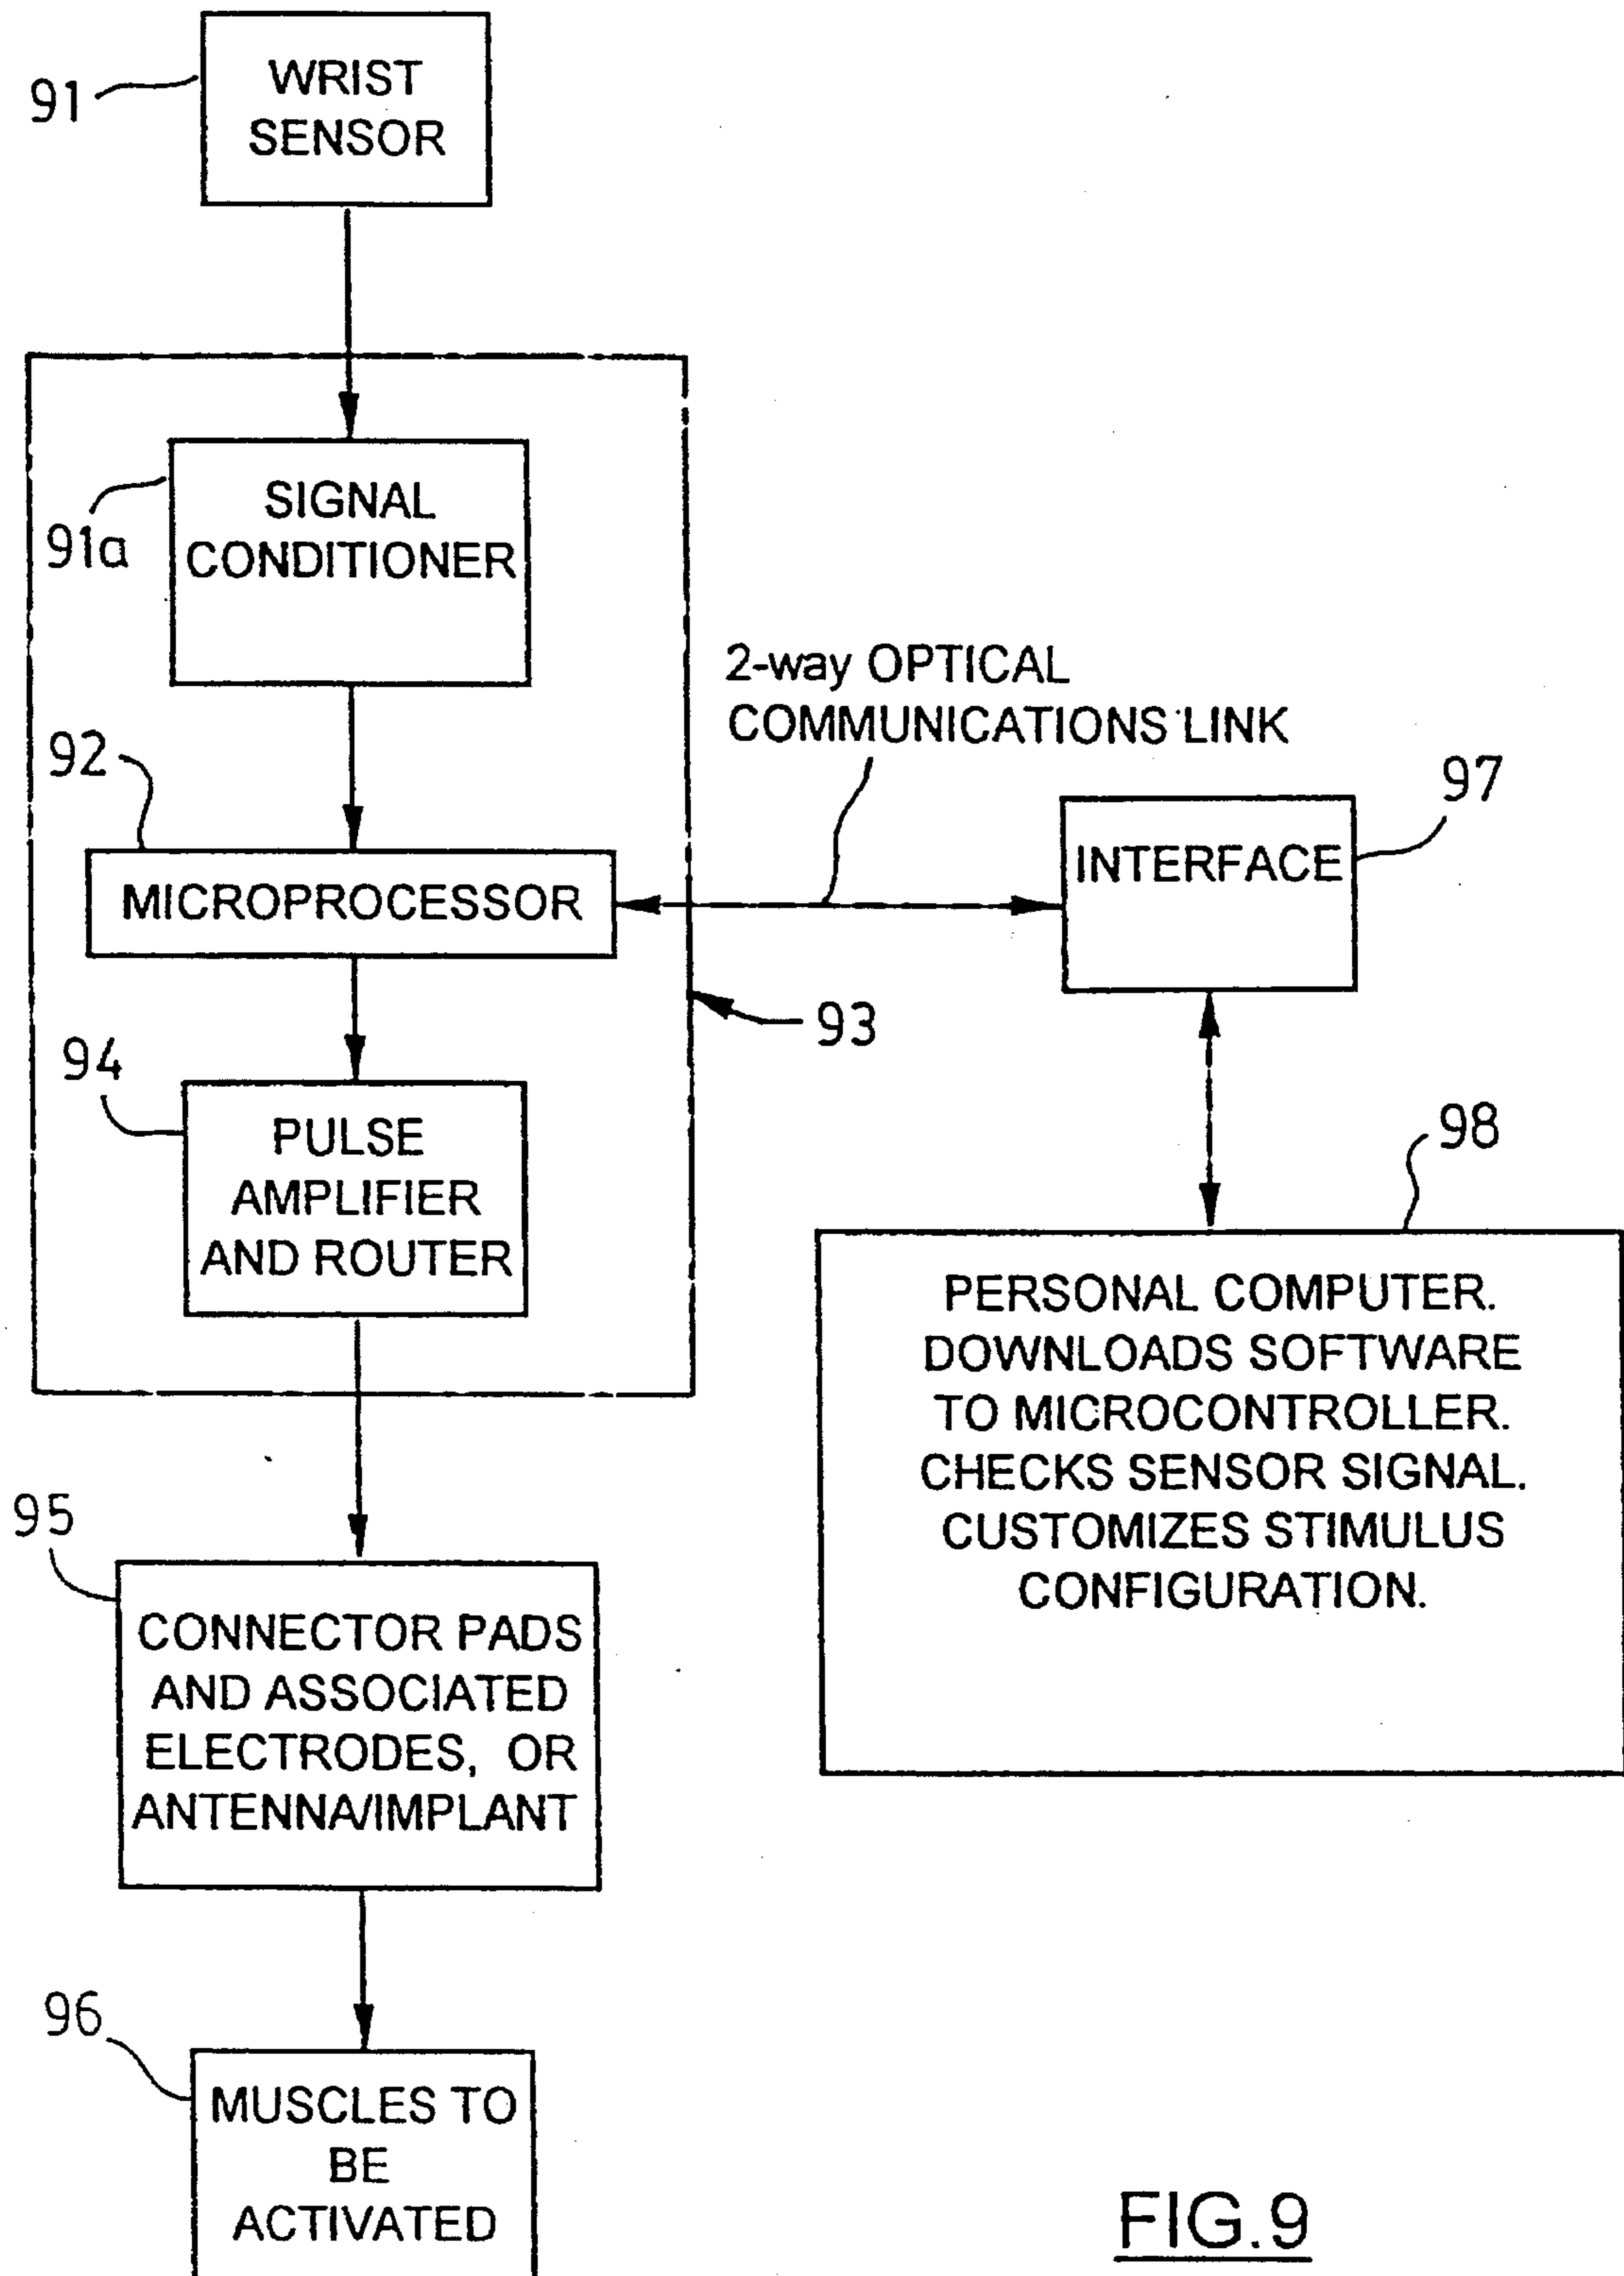 91
WRIST
SENSOR
91a
SIGNAL
CONDITIONER
2-way OPTICAL
COMMUNICATIONS LINK
92
MICROPROCESSOR
97
INTERFACE
93
94
PULSE
AMPLIFIER
AND ROUTER
98
PERSONAL COMPUTER.
DOWNLOADS SOFTWARE
TO MICROCONTROLLER.
CHECKS SENSOR SIGNAL.
CUSTOMIZES STIMULUS
CONFIGURATION.
95
CONNECTOR PADS
AND ASSOCIATED
ELECTRODES, OR
ANTENNA/IMPLANT
96
MUSCLES TO
BE
ACTIVATED
FIG.9